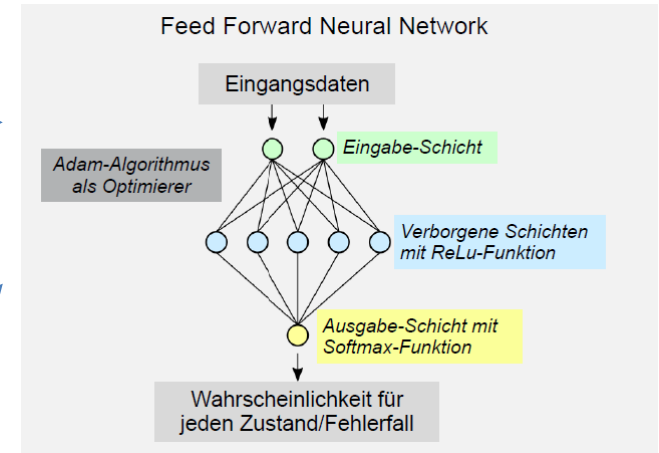 Feed Forward Neural Network
Eingangsdaten
Eingabe-Schicht
Adam-Algorithmus
als Optimierer
Verborgene Schichten
mit ReLu-Funktion
Ausgabe-Schicht mit
Softmax-Funktion
Wahrscheinlichkeit für
jeden Zustand/Fehlerfall